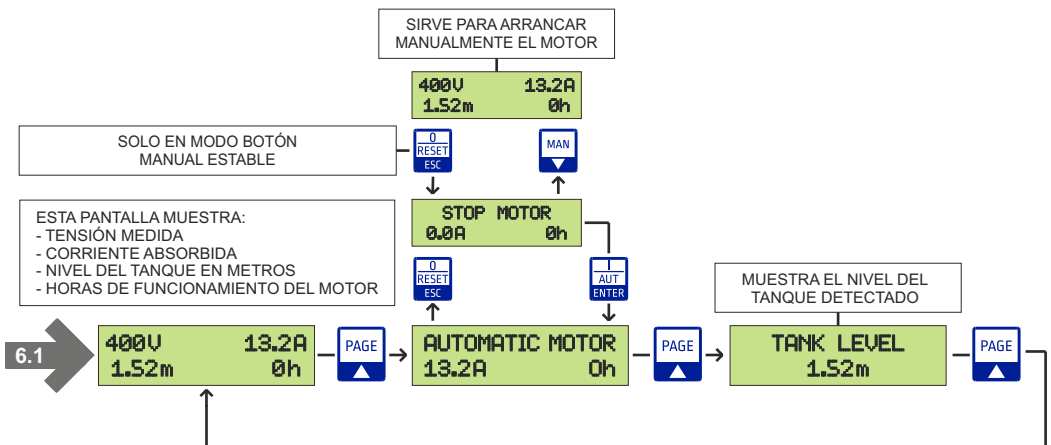 SIRVE PARA ARRANCAR
MANUALMENTE EL MOTOR
400V 13.2A
1.52m 0h
SOLO EN MODO BOTÓN
MANUAL ESTABLE
0
RESET
ESC
MAN
ESTA PANTALLA MUESTRA:
- TENSIÓN MEDIDA
- CORRIENTE ABSORBIDA
- NIVEL DEL TANQUE EN METROS
- HORAS DE FUNCIONAMIENTO DEL MOTOR
STOP MOTOR
0.0A 0h
0
RESET
ESC
I
AUT
ENTER
MUESTRA EL NIVEL DEL
TANQUE DETECTADO
6.1
400V 13.2A
1.52m 0h
PAGE
AUTOMATIC MOTOR
13.2A 0h
PAGE
TANK LEVEL
1.52m
PAGE